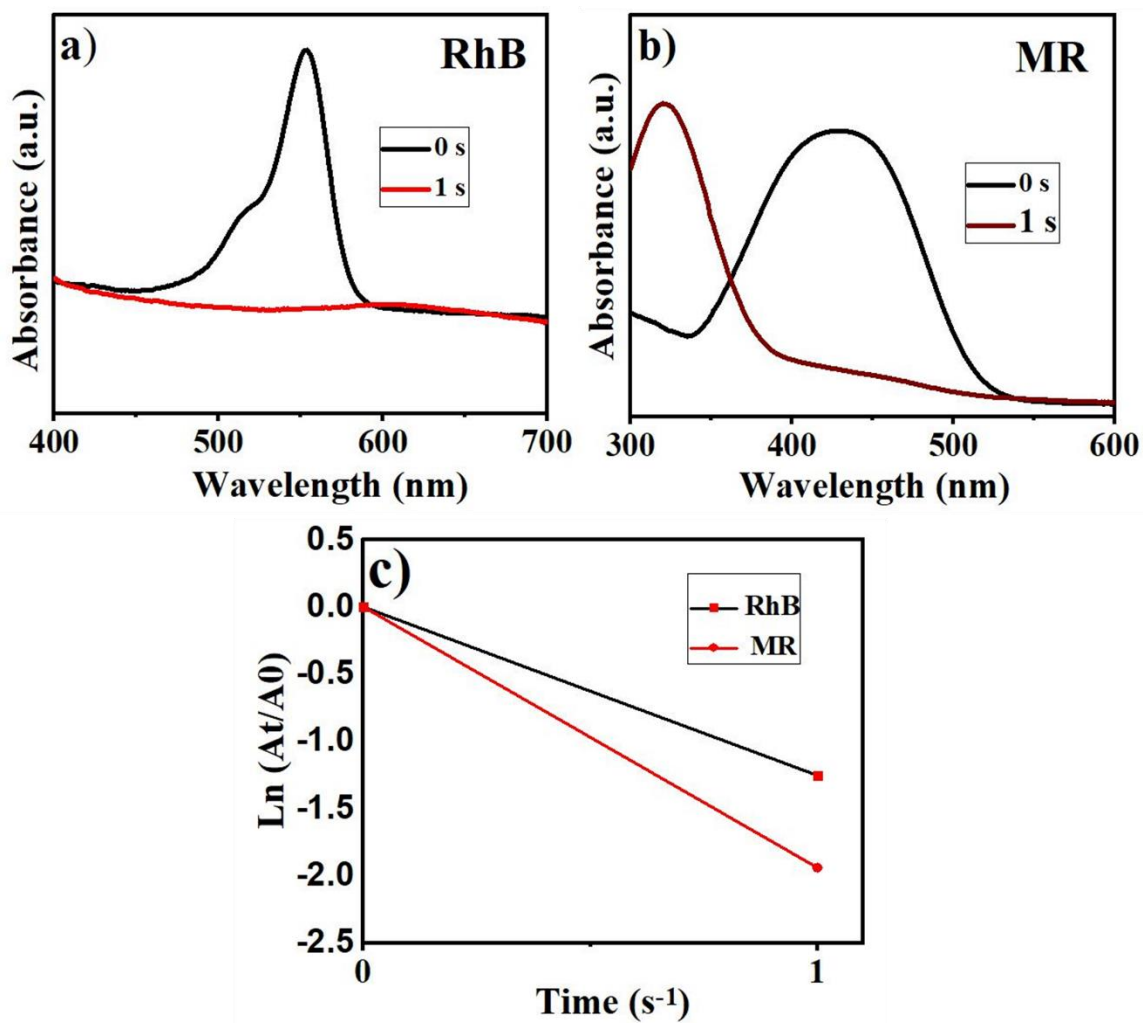 a)
RhB
0 s
1 s
Absorbance (a.u.)
400 500 600 700
Wavelength (nm)
b)
MR
0 s
1 s
Absorbance (a.u.)
300 400 500 600
Wavelength (nm)
c)
RhB
MR
0.5
0.0
-0.5
-1.0
-1.5
-2.0
-2.5
Ln (At/A0)
0 1
Time (s⁻¹)